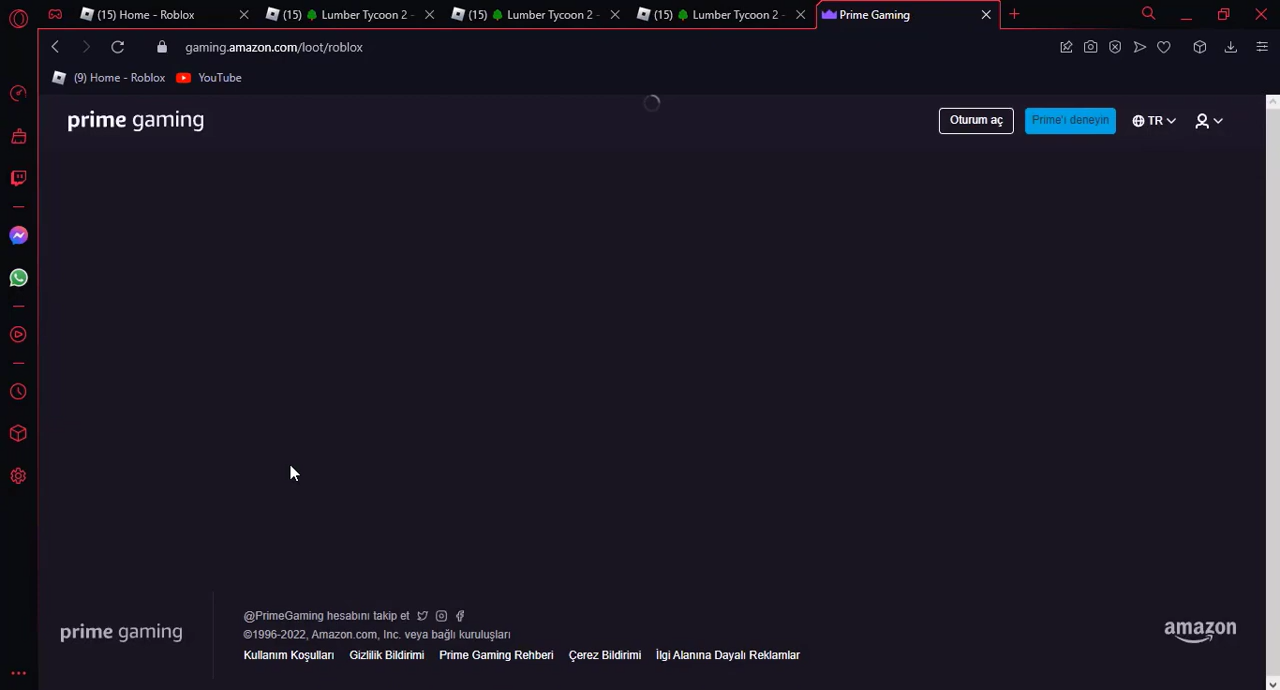 (15) Home - Roblox
(15) 🌲 Lumber Tycoon 2 -
(15) 🌲 Lumber Tycoon 2 -
(15) 🌲 Lumber Tycoon 2 -
Prime Gaming
gaming.amazon.com/loot/roblox
(9) Home - Roblox
YouTube
prime gaming
Oturum aç
Prime'ı deneyin
TR
@PrimeGaming hesabını takip et
©1996-2022, Amazon.com, Inc. veya bağlı kuruluşları
Kullanım Koşulları Gizlilik Bildirimi Prime Gaming Rehberi Çerez Bildirimi İlgi Alanına Dayalı Reklamlar
prime gaming
amazon